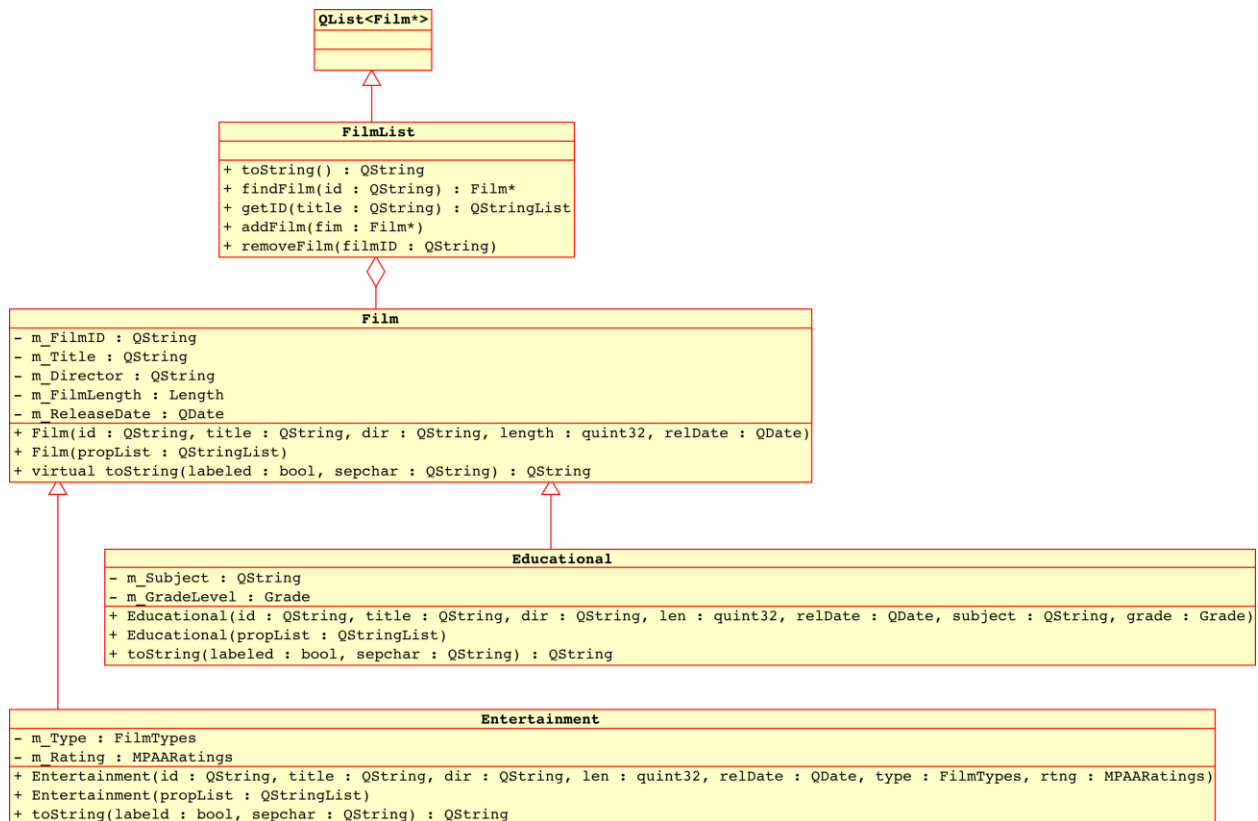 QList<Film*>
FilmList
+ toString() : QString
+ findFilm(id : QString) : Film*
+ getID(title : QString) : QStringList
+ addFilm(fim : Film*)
+ removeFilm(filmID : QString)
Film
- m_FilmID : QString
- m_Title : QString
- m_Director : QString
- m_FilmLength : Length
- m_ReleaseDate : QDate
+ Film(id : QString, title : QString, dir : QString, length : quint32, relDate : QDate)
+ Film(propList : QStringList)
+ virtual toString(labeled : bool, sepchar : QString) : QString
Educational
- m_Subject : QString
- m_GradeLevel : Grade
+ Educational(id : QString, title : QString, dir : QString, len : quint32, relDate : QDate, subject : QString, grade : Grade)
+ Educational(propList : QStringList)
+ toString(labeled : bool, sepchar : QString) : QString
Entertainment
- m_Type : FilmTypes
- m_Rating : MPAARatings
+ Entertainment(id : QString, title : QString, dir : QString, len : quint32, relDate : QDate, type : FilmTypes, rtng : MPAARatings)
+ Entertainment(propList : QStringList)
+ toString(labeld : bool, sepchar : QString) : QString